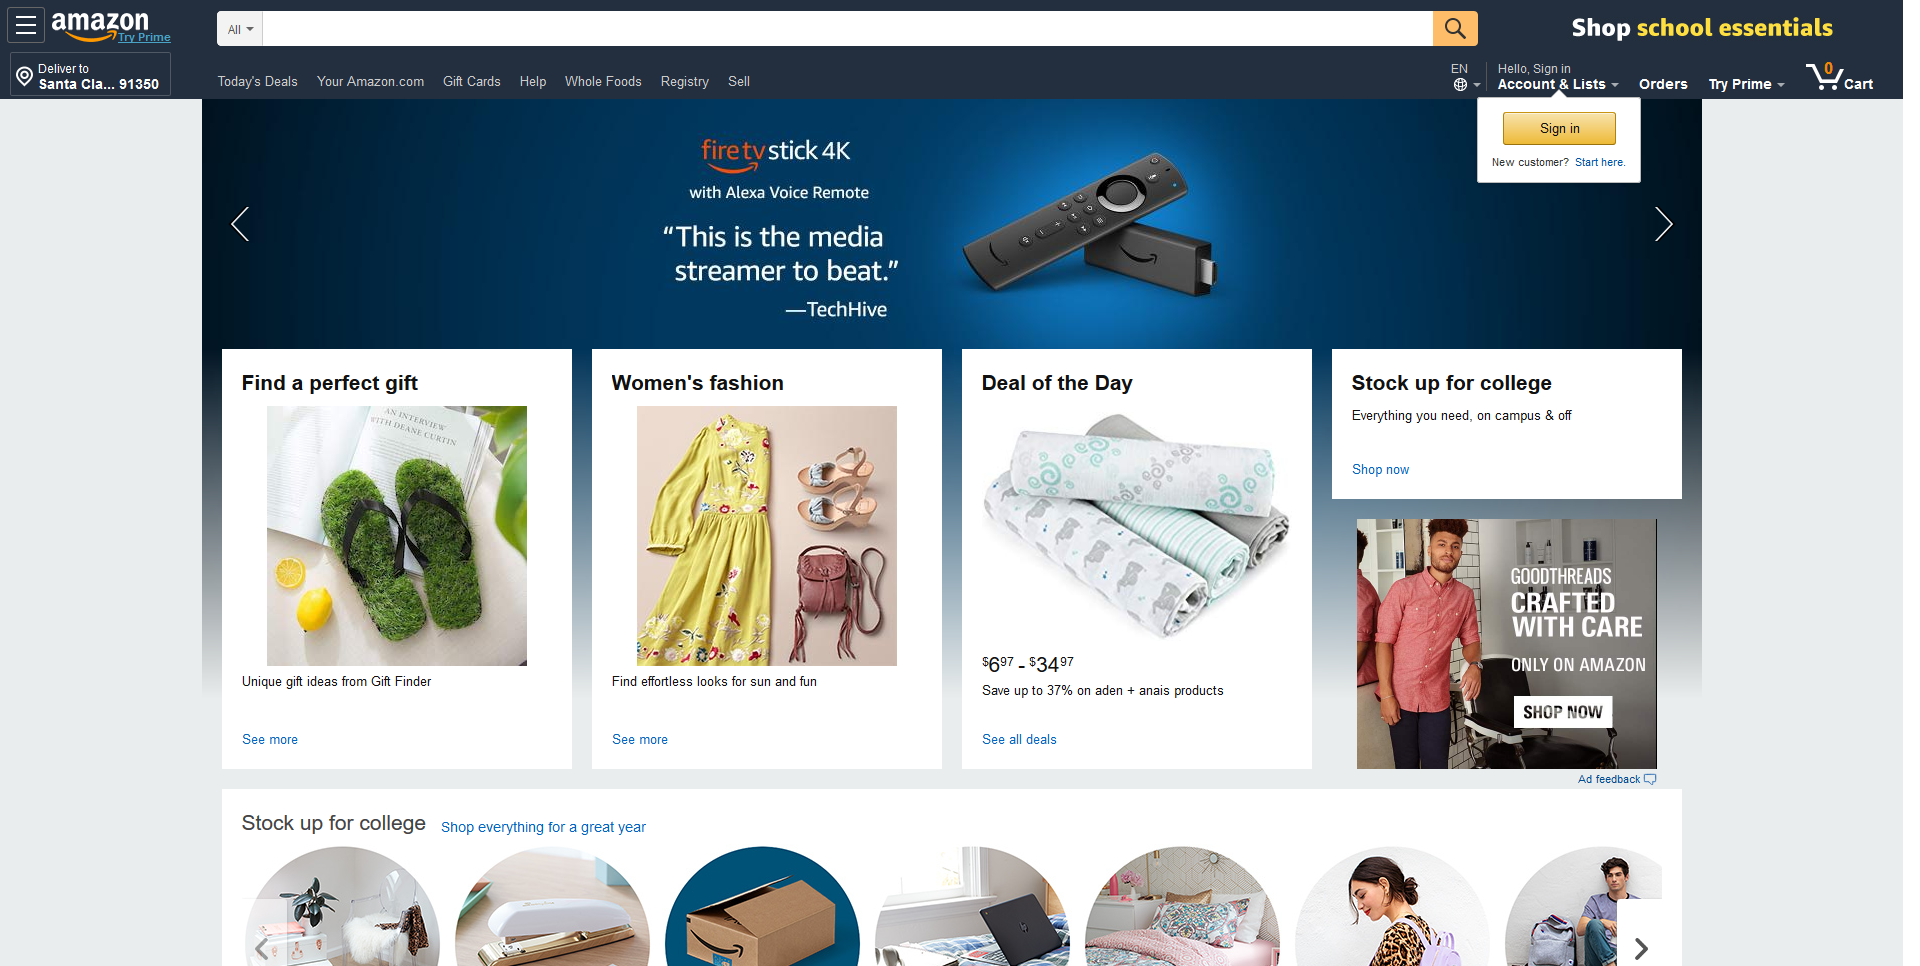 amazon
Try Prime
All
Shop school essentials
Deliver to
Santa Cla... 91350
Today's Deals
Your Amazon.com
Gift Cards
Help
Whole Foods
Registry
Sell
EN
Hello, Sign in
Account & Lists
Orders
Try Prime
0
Cart
Sign in
New customer? Start here.
fire tv stick 4K
with Alexa Voice Remote
“This is the media
streamer to beat.”
—TechHive
Find a perfect gift
AN INTERVIEW
WITH DEANE CURTIN
Unique gift ideas from Gift Finder
See more
Women's fashion
Find effortless looks for sun and fun
See more
Deal of the Day
$697 - $3497
Save up to 37% on aden + anais products
See all deals
Stock up for college
Everything you need, on campus & off
Shop now
GOODTHREADS
CRAFTED
WITH CARE
ONLY ON AMAZON
SHOP NOW
Ad feedback
Stock up for college
Shop everything for a great year